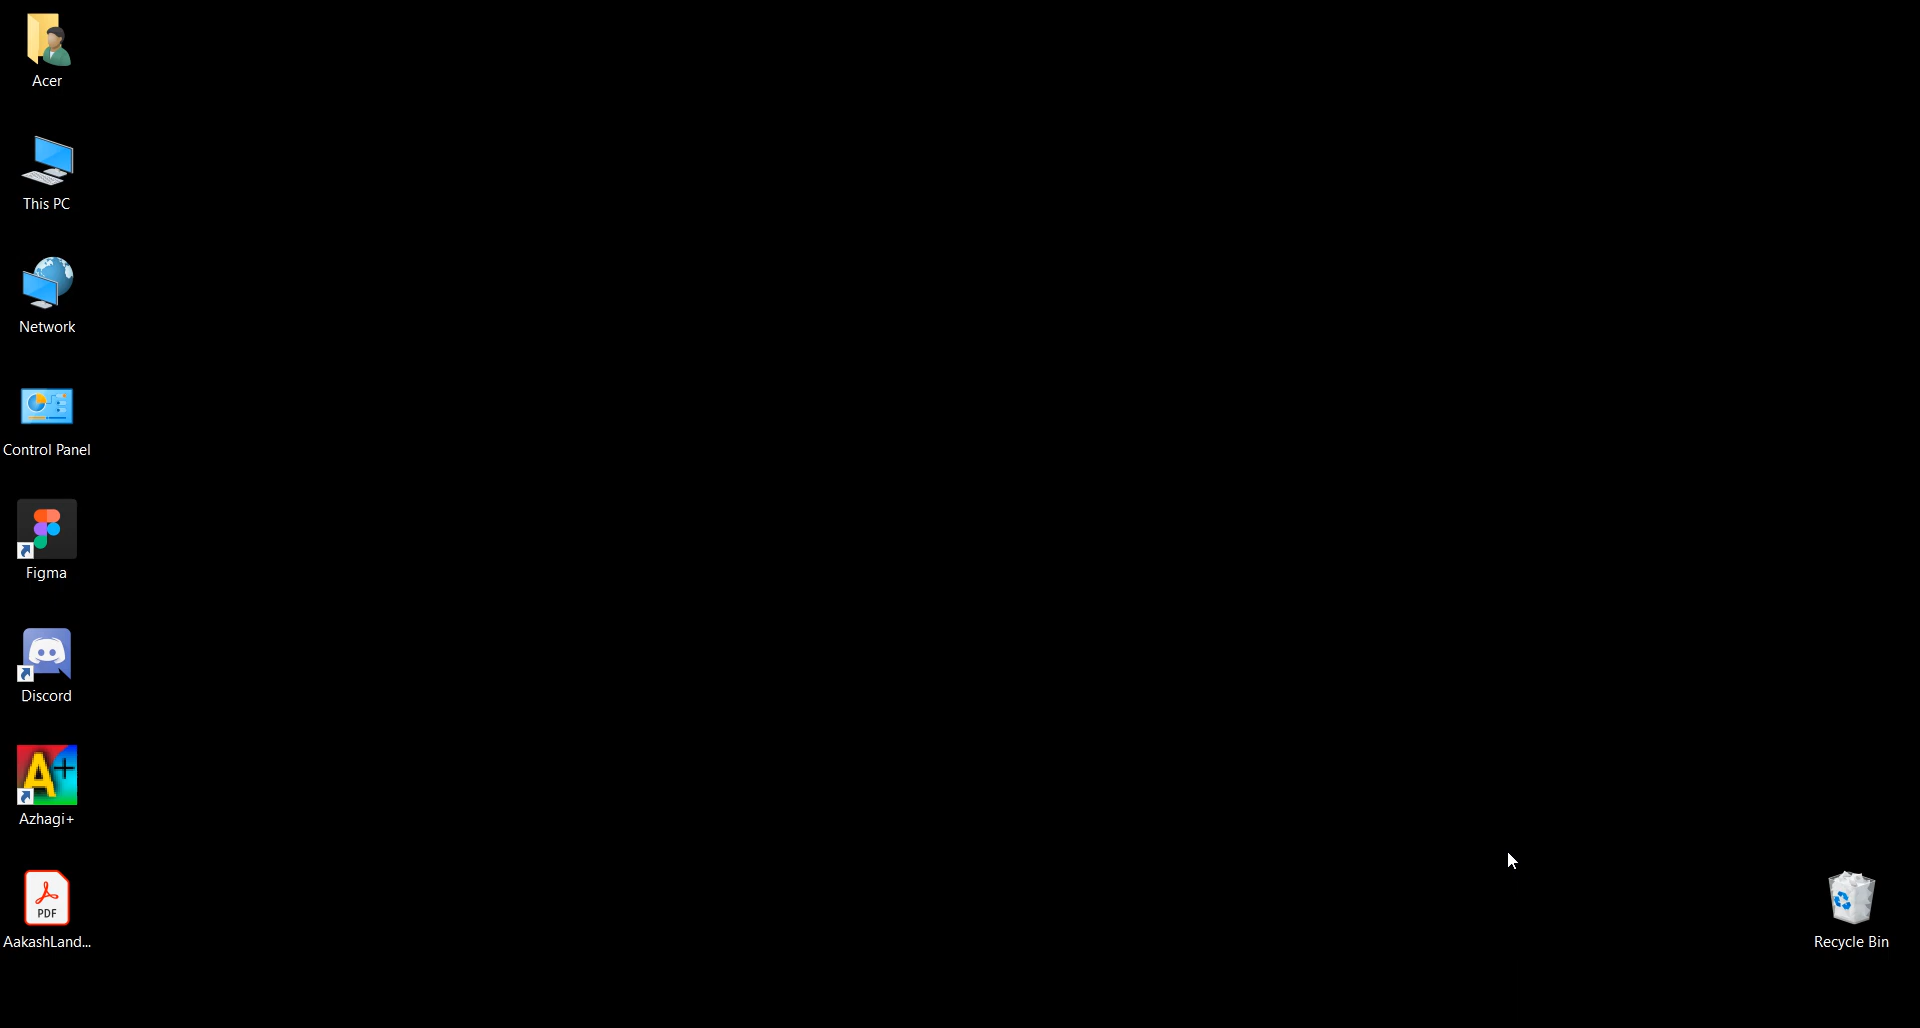 Acer
This PC
Network
Control Panel
Figma
Discord
A+
Azhagi+
PDF
AakashLand...
Recycle Bin